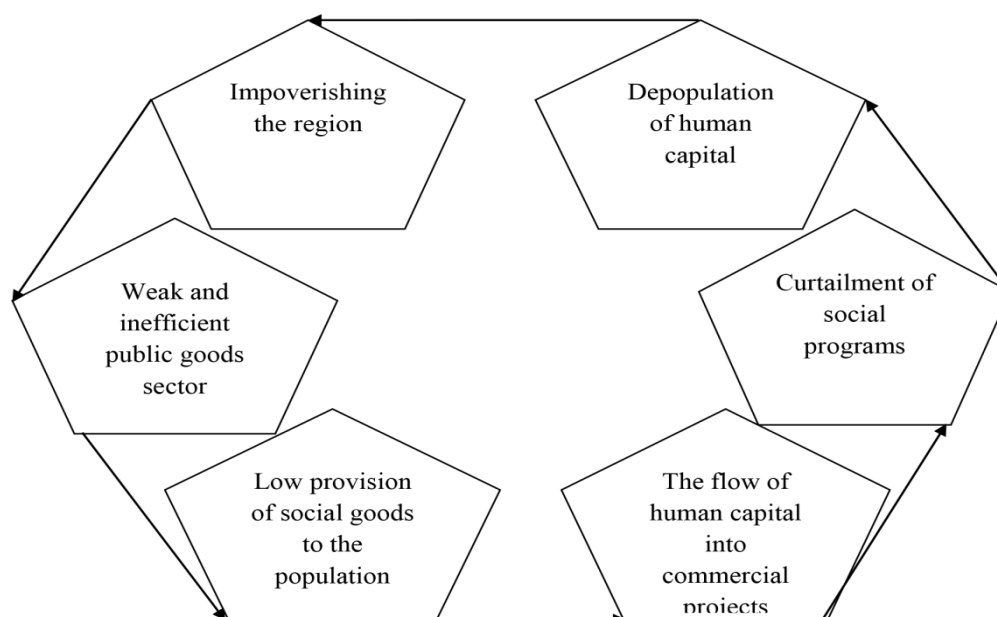 Impoverishing
the region
Depopulation
of human
capital
Weak and
inefficient
public goods
sector
Curtailment of
social
programs
Low provision
of social goods
to the
population
The flow of
human capital
into
commercial
projects